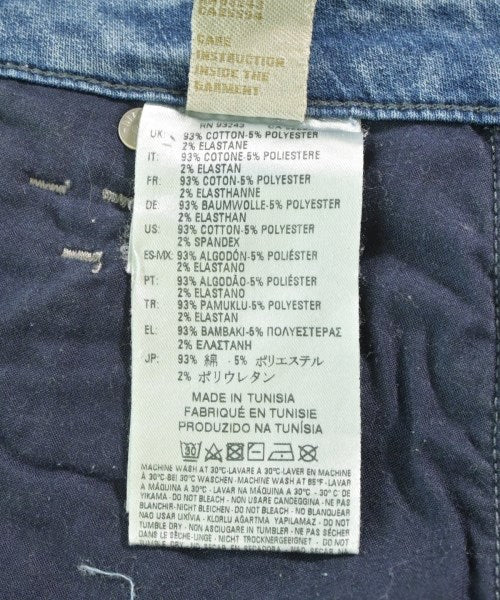 RN 93243
CA 25594
CARE
INSTRUCTION
INSIDE THE
GARMENT
RN 93243
UK: 93% COTTON-5% POLYESTER
2% ELASTANE
IT: 93% COTONE-5% POLIESTERE
2% ELASTAN
FR: 93% COTON-5% POLYESTER
2% ELASTHANNE
DE: 93% BAUMWOLLE-5% POLYESTER
2% ELASTHAN
US: 93% COTTON-5% POLYESTER
2% SPANDEX
ES-MX: 93% ALGODÓN-5% POLIÉSTER
2% ELASTANO
PT: 93% ALGODÃO-5% POLIÉSTER
2% ELASTANO
TR: 93% PAMUKLU-5% POLYESTER
2% ELASTAN
EL: 93% BAMBAKI-5% ΠΟΛΥΕΣΤΕΡΑΣ
2% ΕΛΑΣΤΑΝΗ
JP: 93% 綿 - 5% ポリエステル
2% ポリウレタン
MADE IN TUNISIA
FABRIQUÉ EN TUNISIE
PRODUZIDO NA TUNÍSIA
30
MACHINE WASH AT 30°C-LAVARE A 30°C-LAVER EN MACHINE
À 30°C-BEI 30°C WASCHEN-MACHINE WASH AT 85°F-LAVAR
A MÁQUINA A 30°C-LAVAR NA MÁQUINA A 30°C - 30° C DE
YIKAMA - DO NOT BLEACH - NON USARE CANDEGGINA - NE PAS
BLANCHIR-NICHT BLEICHEN-DO NOT BLEACH-NO BLANQUEAR
NAO USAR LIXÍVIA - KLORLU AĞARTMA YAPILAMAZ - DO NOT
TUMBLE DRY - NON ASCIUGARE IN TUMBLER - NE PAS SÉCHER
DANS LE SÈCHE-LINGE - NICHT TROCKNERGEEIGNET - DO